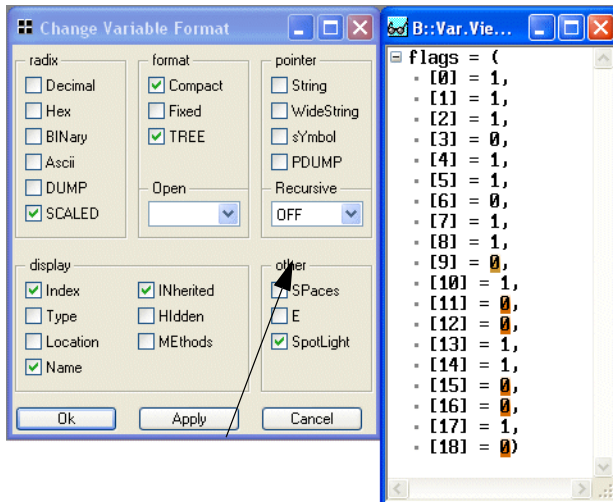 Change Variable Format
radix
Decimal
Hex
BINary
Ascii
DUMP
SCALED
format
Compact
Fixed
TREE
Open
pointer
String
WideString
sYmbol
PDUMP
Recursive
OFF
display
Index
Type
Location
Name
INherited
HIdden
MEthods
other
SPaces
E
SpotLight
Ok
Apply
Cancel
B::Var.Vie...
flags = (
[0] = 1,
[1] = 1,
[2] = 1,
[3] = 0,
[4] = 1,
[5] = 1,
[6] = 0,
[7] = 1,
[8] = 1,
[9] = 0,
[10] = 1,
[11] = 0,
[12] = 0,
[13] = 1,
[14] = 1,
[15] = 0,
[16] = 0,
[17] = 1,
[18] = 0)